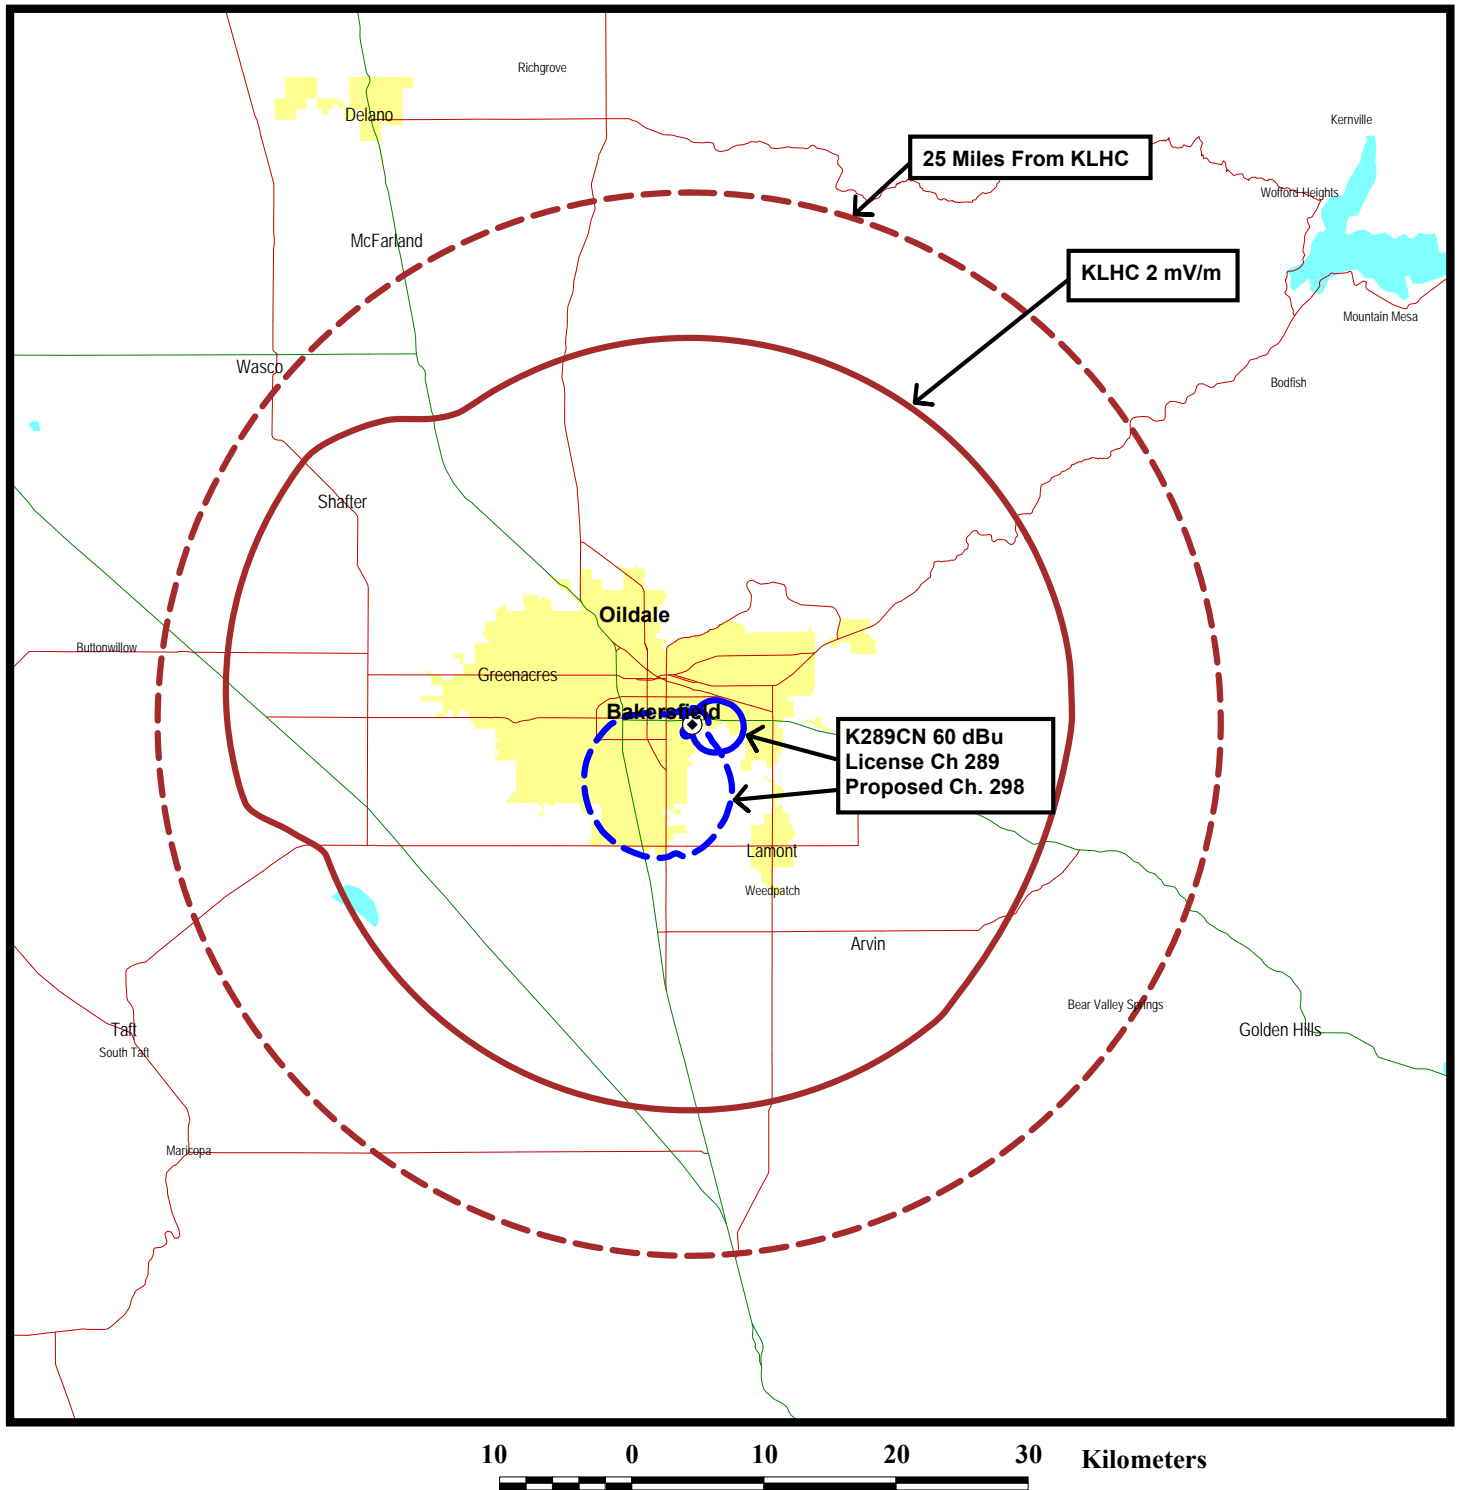 Richgrove
Delano
Kernville
25 Miles From KLHC
Wofford Heights
McFarland
KLHC 2 mV/m
Mountain Mesa
Wasco
Bodfish
Shafter
Oildale
Buttonwillow
Greenacres
Bakersfield
K289CN 60 dBu
License Ch 289
Proposed Ch. 298
Lamont
Weedpatch
Arvin
Bear Valley Springs
Taft
Golden Hills
South Taft
Maricopa
10 0 10 20 30 Kilometers